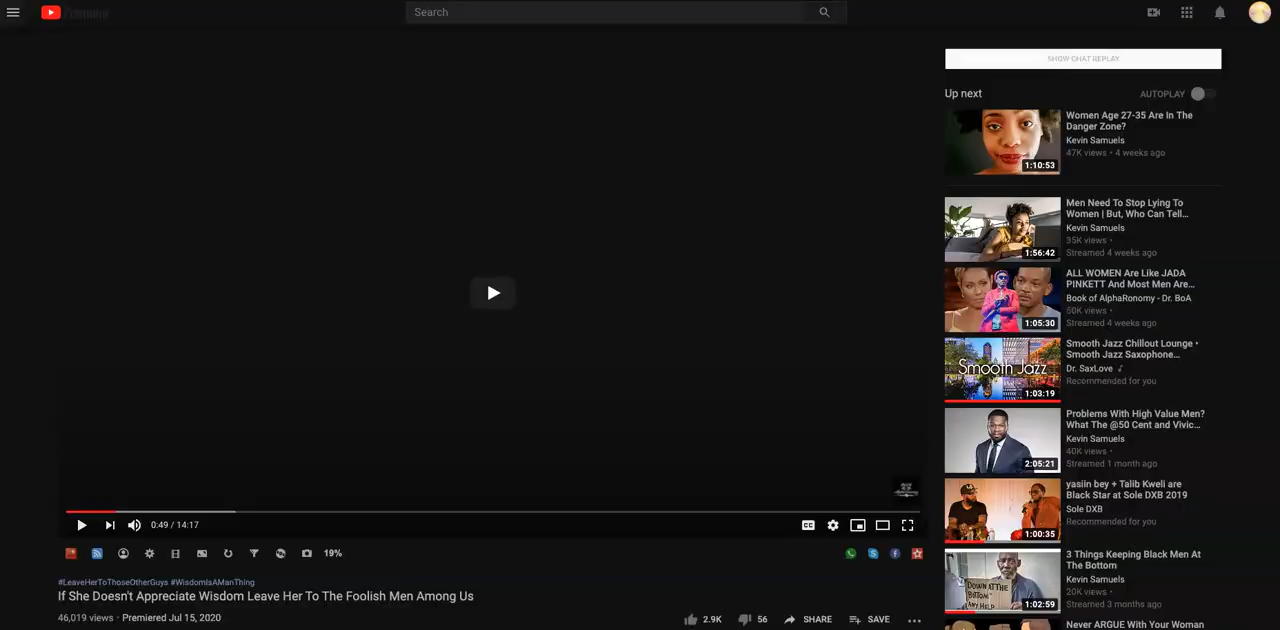 Search
SHOW CHAT REPLAY
Up next
AUTOPLAY
Women Age 27-35 Are In The
Danger Zone?
Kevin Samuels
47K views • 4 weeks ago
1:10:53
Men Need To Stop Lying To
Women | But, Who Can Tell...
Kevin Samuels
35K views •
Streamed 4 weeks ago
1:56:42
ALL WOMEN Are Like JADA
PINKETT And Most Men Are...
Book of AlphaRonomy - Dr. BoA
50K views •
Streamed 4 weeks ago
1:05:30
Smooth Jazz Chillout Lounge •
Smooth Jazz Saxophone...
Dr. SaxLove
Recommended for you
Smooth Jazz
1:03:19
Problems With High Value Men?
What The @50 Cent and Vivic...
Kevin Samuels
40K views •
Streamed 1 month ago
2:05:21
yasiin bey + Talib Kweli are
Black Star at Sole DXB 2019
Sole DXB
Recommended for you
1:00:35
3 Things Keeping Black Men At
The Bottom
Kevin Samuels
20K views •
Streamed 3 months ago
DOWN AT THE
BOTTOM
ANY HELP
1:02:59
Never ARGUE With Your Woman
0:49 / 14:17
CC
19%
#LeaveHerToThoseOtherGuys #WisdomIsAManThing
If She Doesn't Appreciate Wisdom Leave Her To The Foolish Men Among Us
46,019 views • Premiered Jul 15, 2020
2.9K
56
SHARE
SAVE